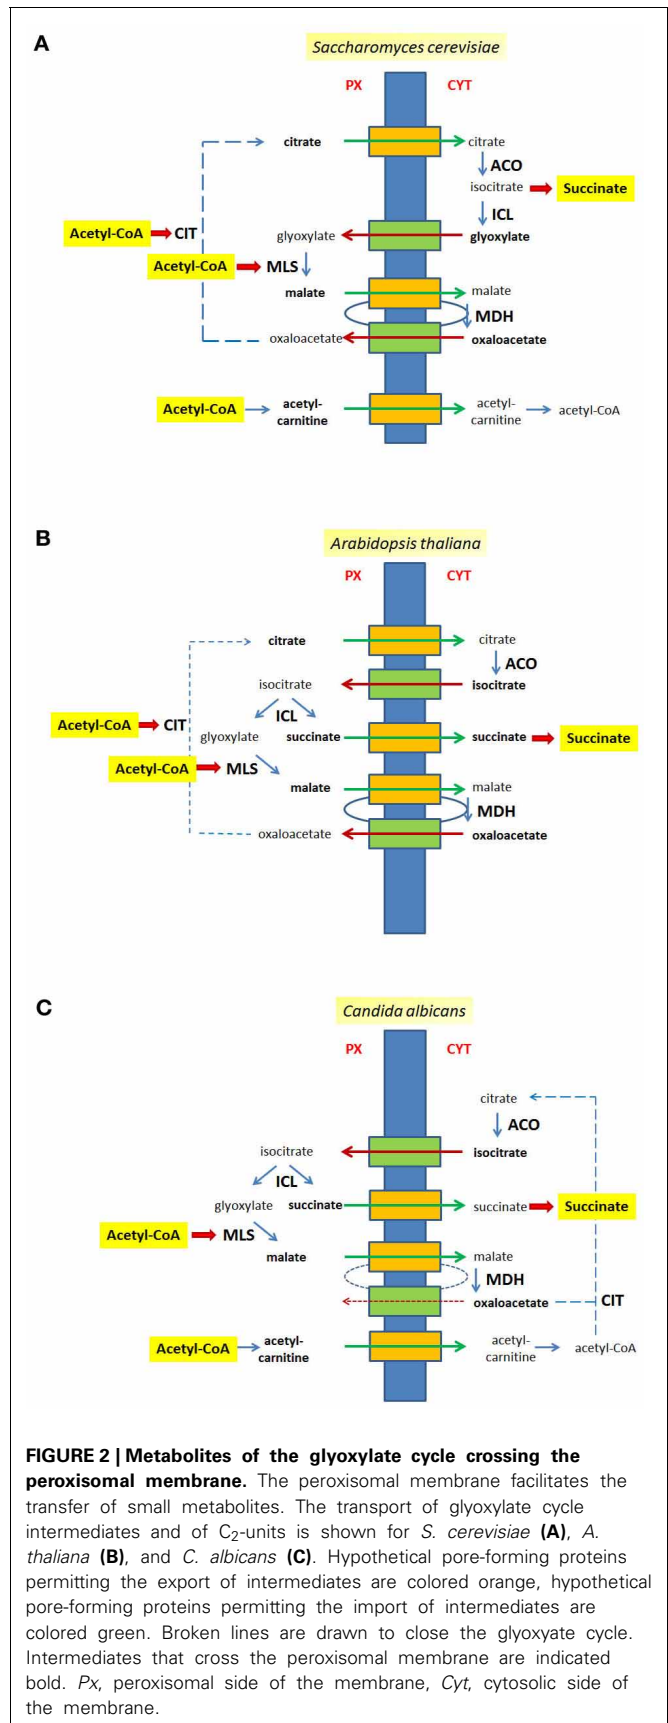 A
Saccharomyces cerevisiae
PX CYT
citrate citrate
ACO
isocitrate Succinate
ICL
Acetyl-CoA CIT glyoxylate glyoxylate
Acetyl-CoA MLS
malate malate
MDH
oxaloacetate oxaloacetate
Acetyl-CoA acetyl-
carnitine acetyl-
carnitine acetyl-CoA
B
Arabidopsis thaliana
PX CYT
citrate citrate
ACO
isocitrate isocitrate
ICL
Acetyl-CoA CIT
glyoxylate succinate succinate Succinate
Acetyl-CoA MLS
malate malate
MDH
oxaloacetate oxaloacetate
C
Candida albicans
PX CYT
citrate
ACO
isocitrate isocitrate
ICL
glyoxylate succinate succinate Succinate
Acetyl-CoA MLS
malate malate
MDH
oxaloacetate CIT
Acetyl-CoA acetyl-
carnitine acetyl-
carnitine acetyl-CoA
FIGURE 2 | Metabolites of the glyoxylate cycle crossing the
peroxisomal membrane. The peroxisomal membrane facilitates the
transfer of small metabolites. The transport of glyoxylate cycle
intermediates and of C₂-units is shown for S. cerevisiae (A), A.
thaliana (B), and C. albicans (C). Hypothetical pore-forming proteins
permitting the export of intermediates are colored orange, hypothetical
pore-forming proteins permitting the import of intermediates are
colored green. Broken lines are drawn to close the glyoxyate cycle.
Intermediates that cross the peroxisomal membrane are indicated
bold. Px, peroxisomal side of the membrane, Cyt, cytosolic side of
the membrane.